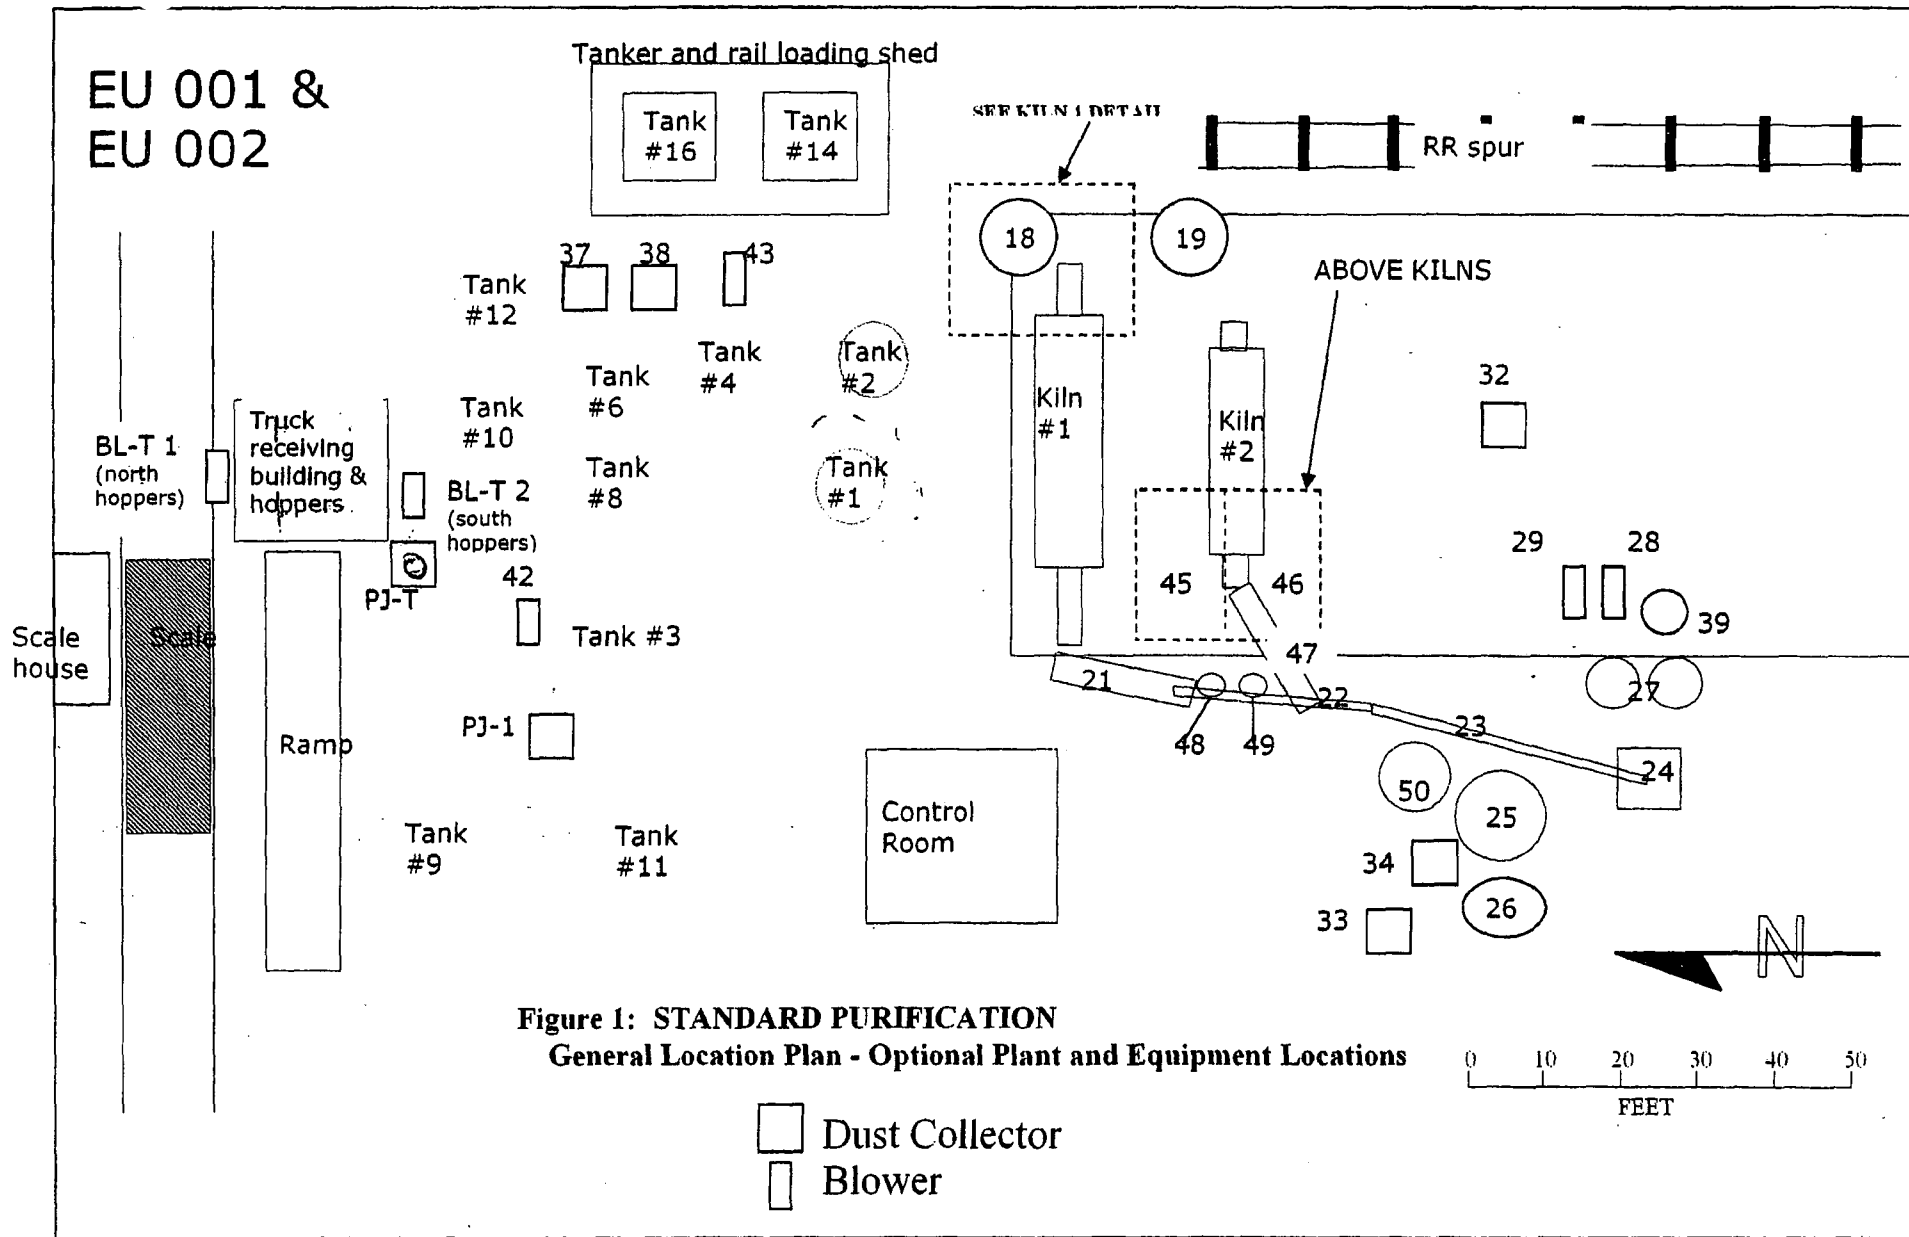 EU 001 &
EU 002
Tanker and rail loading shed
Tank
#16
Tank
#14
SEE KILN 1 DETAIL
RR spur
18
19
ABOVE KILNS
37
38
43
Tank
#12
Tank
#4
Tank
#2
Tank
#6
Tank
#10
Tank
#8
Tank
#1
Kiln
#1
Kiln
#2
32
BL-T 1
(north
hoppers)
Truck
receiving
building &
hoppers
BL-T 2
(south
hoppers)
PJ-T
42
Tank #3
45
46
47
29
28
39
27
Scale
house
Scale
Ramp
PJ-1
21
22
23
24
48
49
50
25
26
34
33
Control
Room
Tank
#9
Tank
#11
N
Figure 1: STANDARD PURIFICATION
General Location Plan - Optional Plant and Equipment Locations
0 10 20 30 40 50
FEET
Dust Collector
Blower